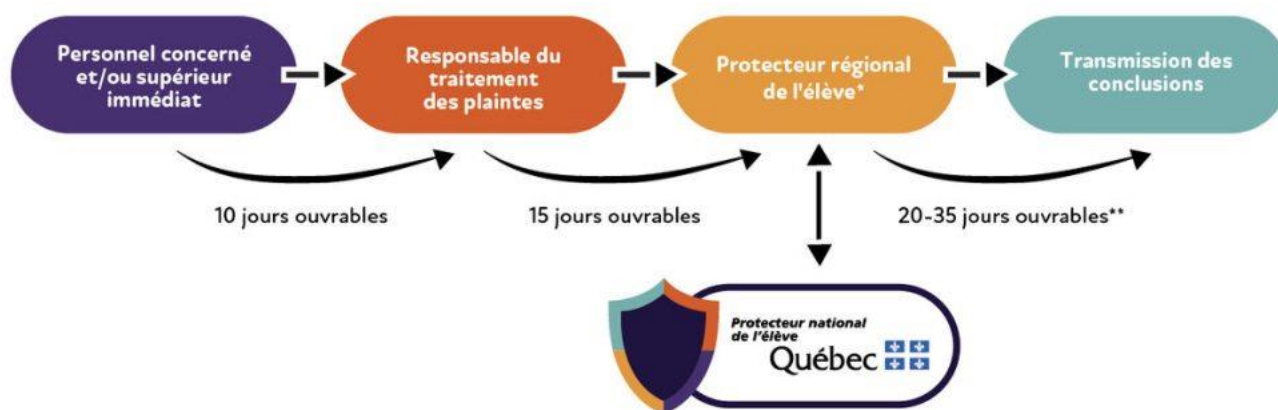 Personnel concerné
et/ou supérieur
immédiat
Responsable du
traitement
des plaintes
Protecteur régional
de l'élève*
Transmission des
conclusions
10 jours ouvrables
15 jours ouvrables
20-35 jours ouvrables**
Protecteur national
de l'élève
Québec